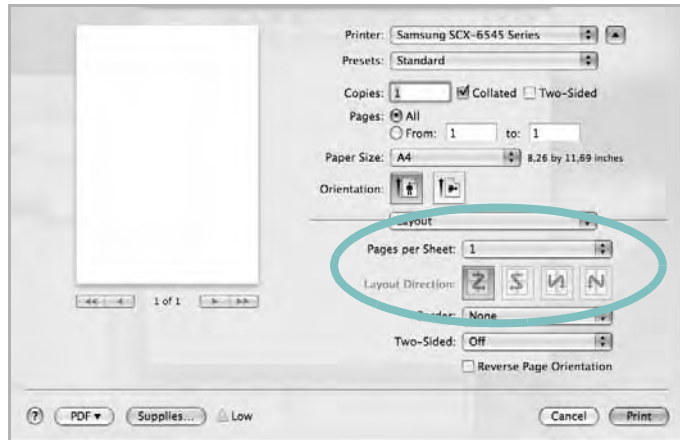 Printer: Samsung SCX-6545 Series
Presets: Standard
Copies: 1 Collated Two-Sided
Pages: All
From: 1 to: 1
Paper Size: A4 8.26 by 11.69 inches
Orientation:
Layout
Pages per Sheet: 1
Layout Direction:
Border: None
Two-Sided: Off
Reverse Page Orientation
1 of 1
? PDF Supplies... Low Cancel Print